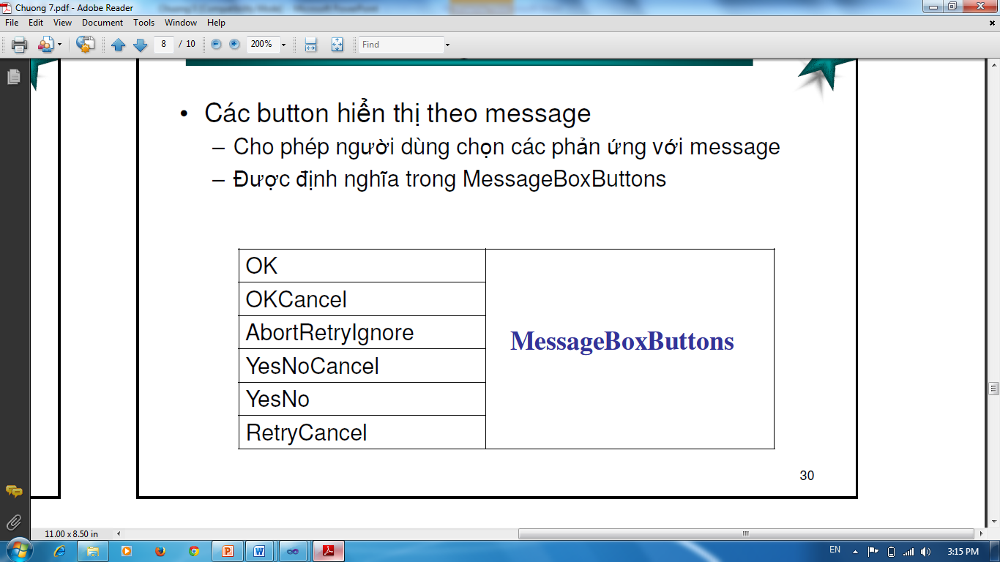 Chuong 7.pdf - Adobe Reader
File Edit View Document Tools Window Help
8 / 10 200% Find
• Các button hiển thị theo message
– Cho phép người dùng chọn các phản ứng với message
– Được định nghĩa trong MessageBoxButtons
OK
OKCancel
AbortRetryIgnore
YesNoCancel
YesNo
RetryCancel
MessageBoxButtons
30
11.00 x 8.50 in
EN 3:15 PM